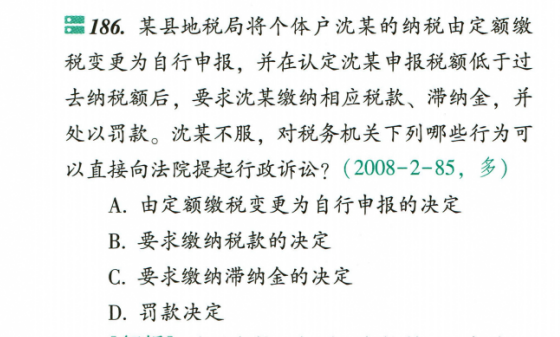 186. 某县地税局将个体户沈某的纳税由定额缴
税变更为自行申报，并在认定沈某申报税额低于过
去纳税额后，要求沈某缴纳相应税款、滞纳金，并
处以罚款。沈某不服，对税务机关下列哪些行为可
以直接向法院提起行政诉讼？（2008-2-85，多）
A. 由定额缴税变更为自行申报的决定
B. 要求缴纳税款的决定
C. 要求缴纳滞纳金的决定
D. 罚款决定